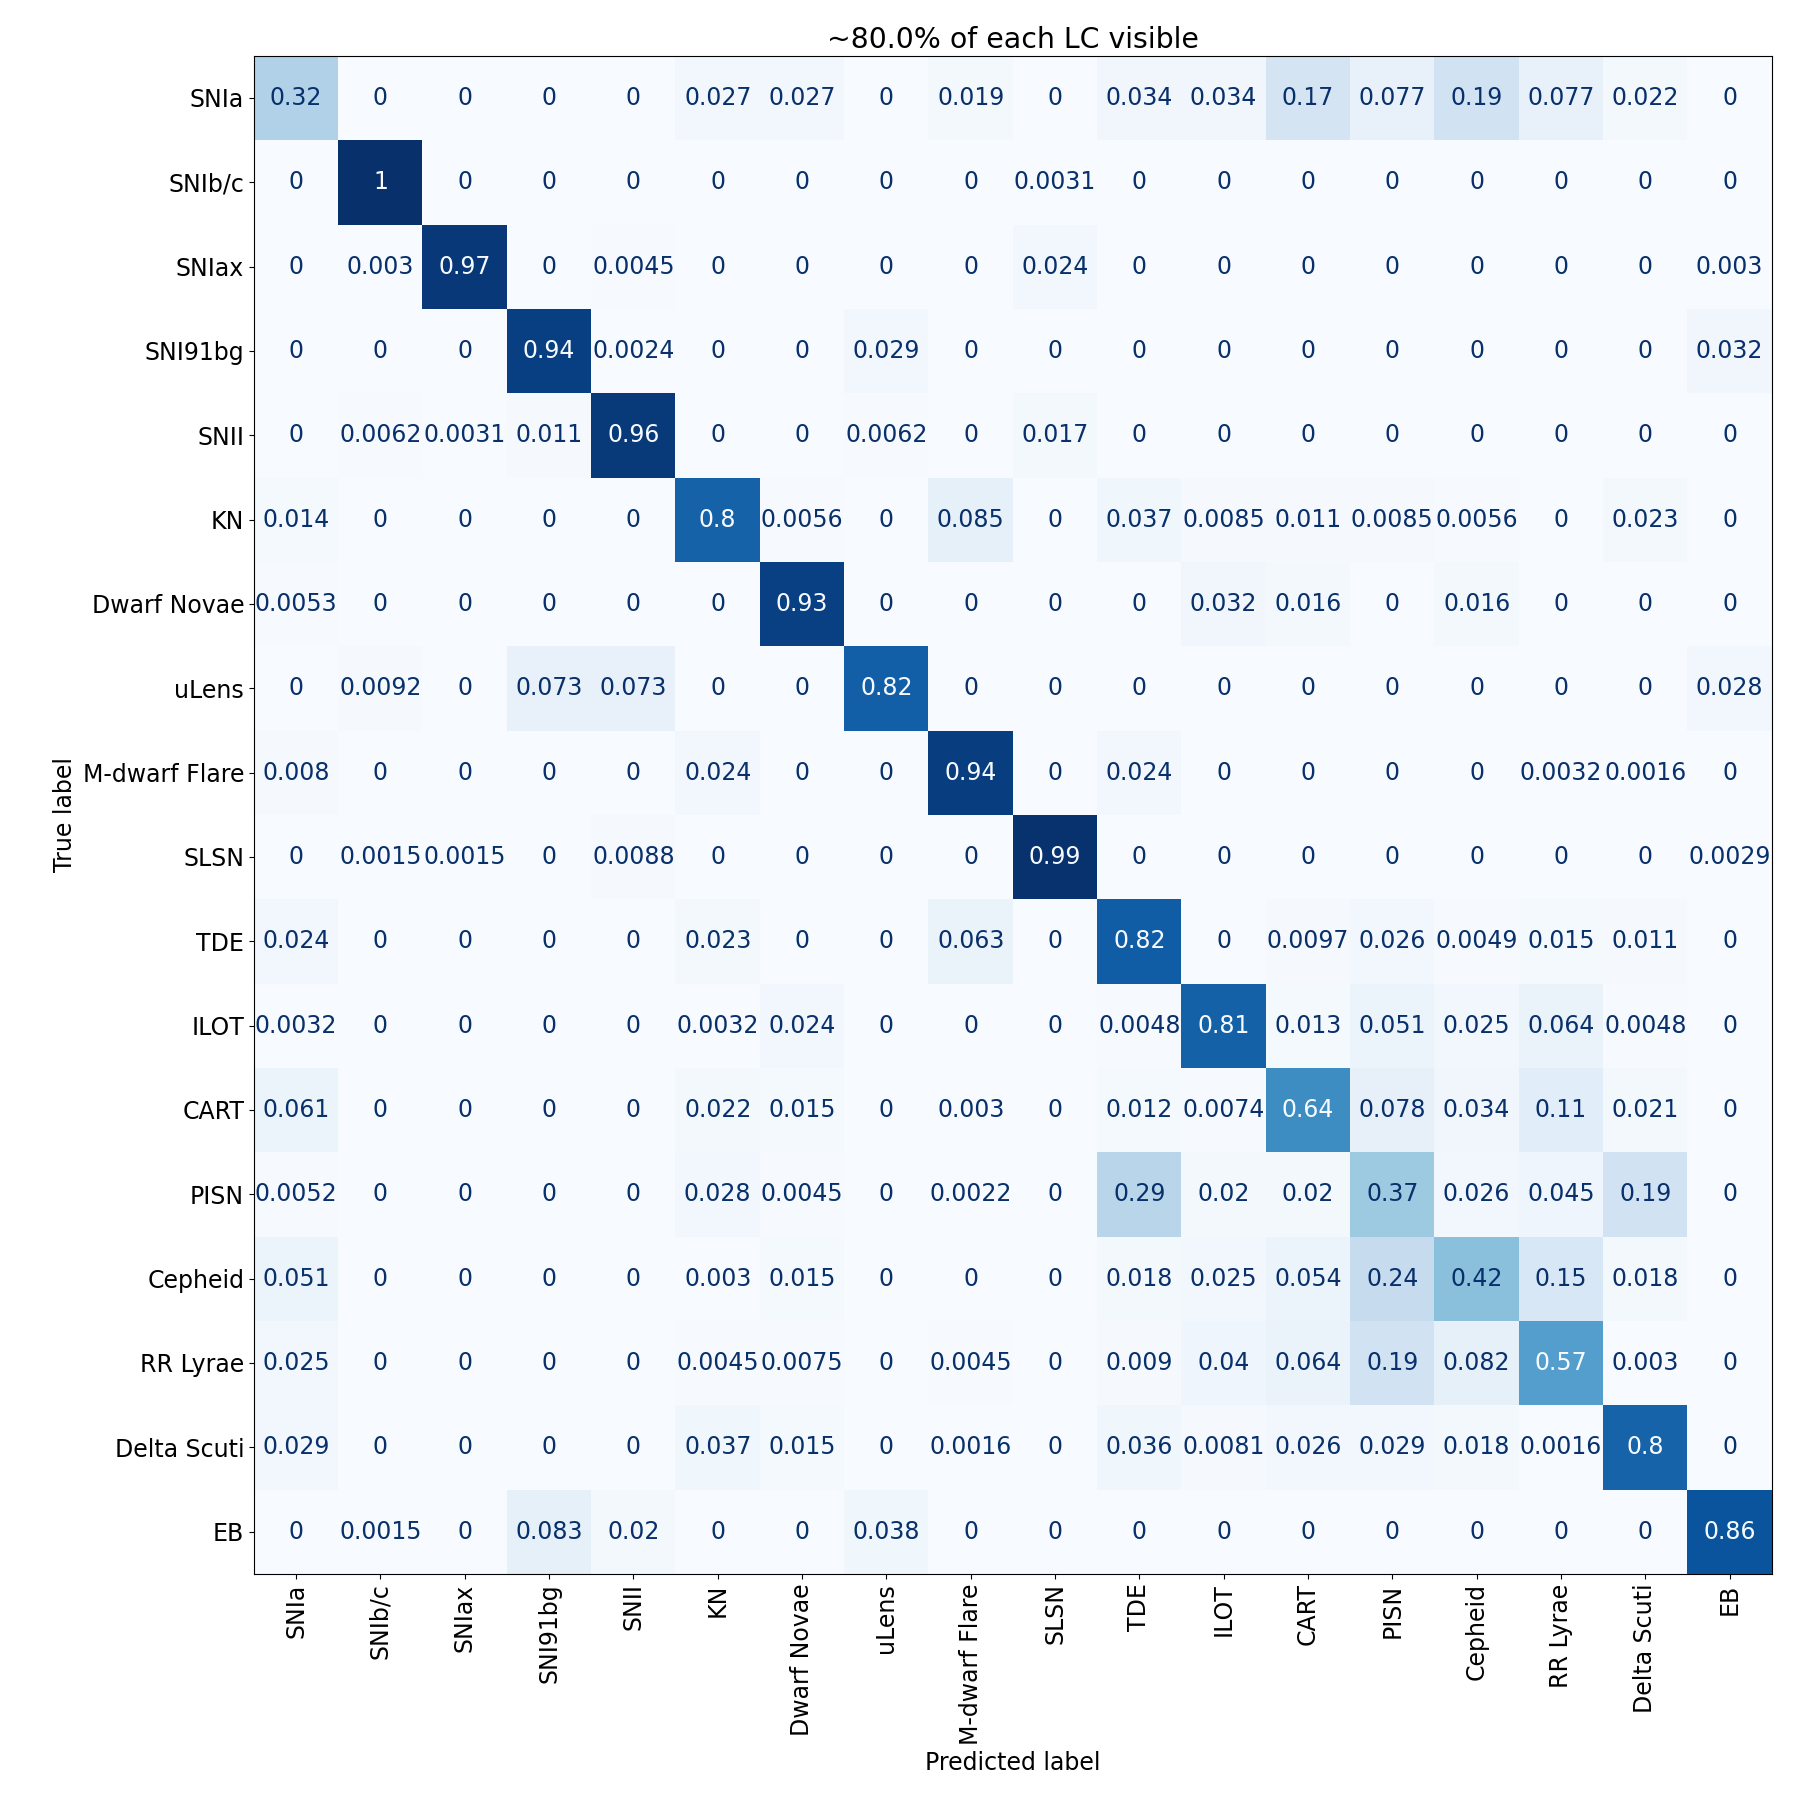 ~80.0% of each LC visible
SNIa 0.32 0 0 0 0 0.027 0.027 0 0.019 0 0.034 0.034 0.17 0.077 0.19 0.077 0.022 0
SNIb/c 0 1 0 0 0 0 0 0 0 0.0031 0 0 0 0 0 0 0 0
SNIax 0 0.003 0.97 0 0.0045 0 0 0 0 0.024 0 0 0 0 0 0 0 0.003
SNI91bg 0 0 0 0.94 0.0024 0 0 0.029 0 0 0 0 0 0 0 0 0 0.032
SNII 0 0.0062 0.0031 0.011 0.96 0 0 0.0062 0 0.017 0 0 0 0 0 0 0 0
KN 0.014 0 0 0 0 0.8 0.0056 0 0.085 0 0.037 0.0085 0.011 0.0085 0.0056 0 0.023 0
Dwarf Novae 0.0053 0 0 0 0 0 0.93 0 0 0 0 0.032 0.016 0 0.016 0 0 0
uLens 0 0.0092 0 0.073 0.073 0 0 0.82 0 0 0 0 0 0 0 0 0 0.028
M-dwarf Flare 0.008 0 0 0 0 0.024 0 0 0.94 0 0.024 0 0 0 0 0.0032 0.0016 0
SLSN 0 0.0015 0.0015 0 0.0088 0 0 0 0 0.99 0 0 0 0 0 0 0 0.0029
TDE 0.024 0 0 0 0 0.023 0 0 0.063 0 0.82 0 0.0097 0.026 0.0049 0.015 0.011 0
ILOT 0.0032 0 0 0 0 0.0032 0.024 0 0 0 0.0048 0.81 0.013 0.051 0.025 0.064 0.0048 0
CART 0.061 0 0 0 0 0.022 0.015 0 0.003 0 0.012 0.0074 0.64 0.078 0.034 0.11 0.021 0
PISN 0.0052 0 0 0 0 0.028 0.0045 0 0.0022 0 0.29 0.02 0.02 0.37 0.026 0.045 0.19 0
Cepheid 0.051 0 0 0 0 0.003 0.015 0 0 0 0.018 0.025 0.054 0.24 0.42 0.15 0.018 0
RR Lyrae 0.025 0 0 0 0 0.0045 0.0075 0 0.0045 0 0.009 0.04 0.064 0.19 0.082 0.57 0.003 0
Delta Scuti 0.029 0 0 0 0 0.037 0.015 0 0.0016 0 0.036 0.0081 0.026 0.029 0.018 0.0016 0.8 0
EB 0 0.0015 0 0.083 0.02 0 0 0.038 0 0 0 0 0 0 0 0 0 0.86
True label
SNIa SNIb/c SNIax SNI91bg SNII KN Dwarf Novae uLens M-dwarf Flare SLSN TDE ILOT CART PISN Cepheid RR Lyrae Delta Scuti EB
Predicted label